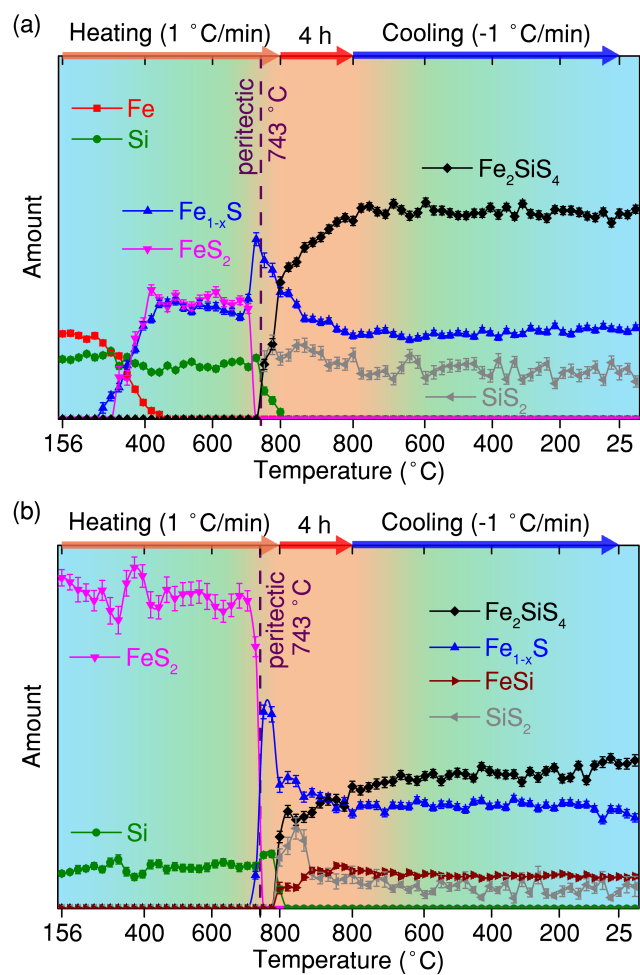 (a)
Heating (1 °C/min) 4 h Cooling (-1 °C/min)
Fe
Si
peritectic
743 °C
Fe₂SiS₄
Fe₁₋ₓS
FeS₂
SiS₂
Amount
156 400 600 800 800 600 400 200 25
Temperature (°C)
(b)
Heating (1 °C/min) 4 h Cooling (-1 °C/min)
peritectic
743 °C
Fe₂SiS₄
Fe₁₋ₓS
FeS₂
FeSi
SiS₂
Si
Amount
156 400 600 800 800 600 400 200 25
Temperature (°C)